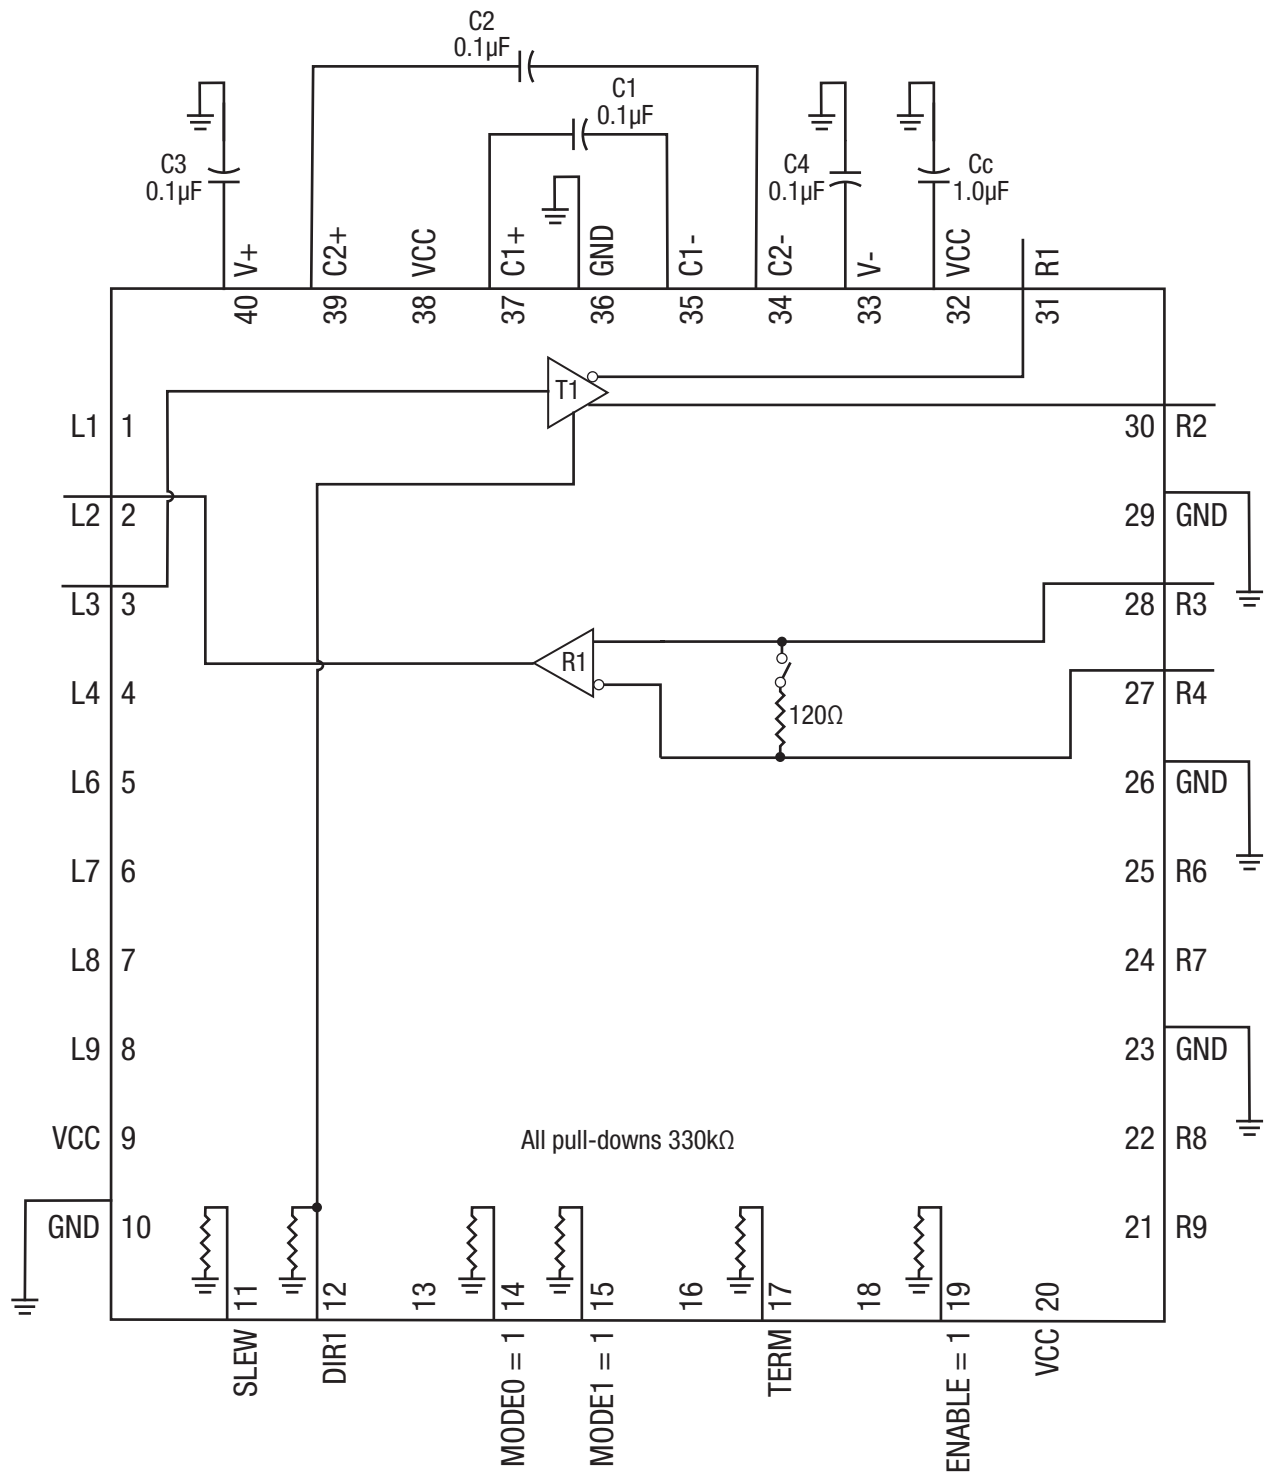 C2
0.1µF
C1
0.1µF
C3
0.1µF
C4
0.1µF
Cc
1.0µF
V+
C2+
VCC
C1+
GND
C1-
C2-
V-
VCC
R1
40
39
38
37
36
35
34
33
32
31
T1
L1 1
30 R2
L2 2
29 GND
L3 3
28 R3
R1
L4 4
27 R4
120Ω
L6 5
26 GND
L7 6
25 R6
L8 7
24 R7
L9 8
23 GND
VCC 9
All pull-downs 330kΩ
22 R8
GND 10
21 R9
11
12
13
14
15
16
17
18
19
20
SLEW
DIR1
MODE0 = 1
MODE1 = 1
TERM
ENABLE = 1
VCC